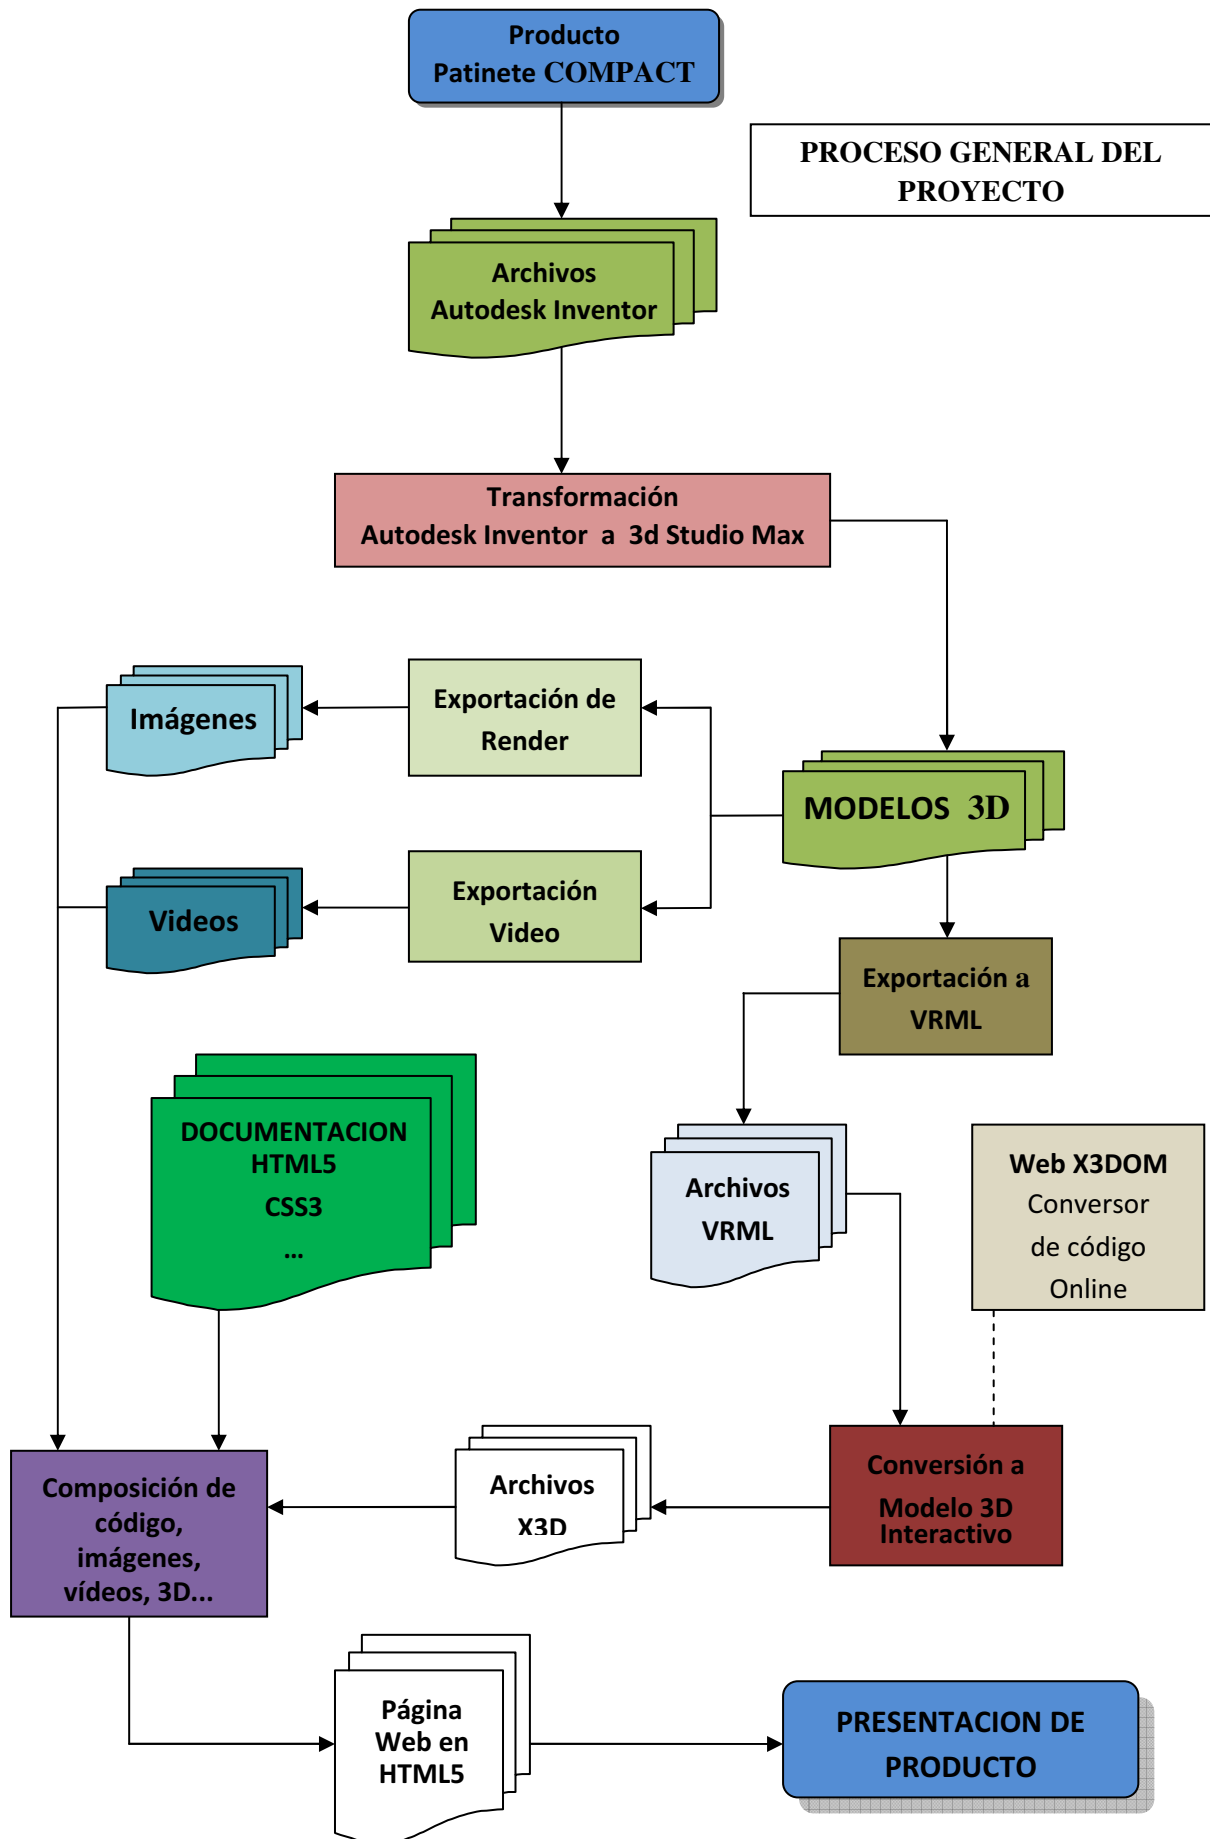 Producto
Patinete COMPACT
PROCESO GENERAL DEL
PROYECTO
Archivos
Autodesk Inventor
Transformación
Autodesk Inventor a 3d Studio Max
Imágenes
Exportación de
Render
MODELOS 3D
Videos
Exportación
Video
Exportación a
VRML
DOCUMENTACION
HTML5
CSS3
...
Archivos
VRML
Web X3DOM
Conversor
de código
Online
Composición de
código,
imágenes,
vídeos, 3D...
Archivos
X3D
Conversión a
Modelo 3D
Interactivo
Página
Web en
HTML5
PRESENTACION DE
PRODUCTO